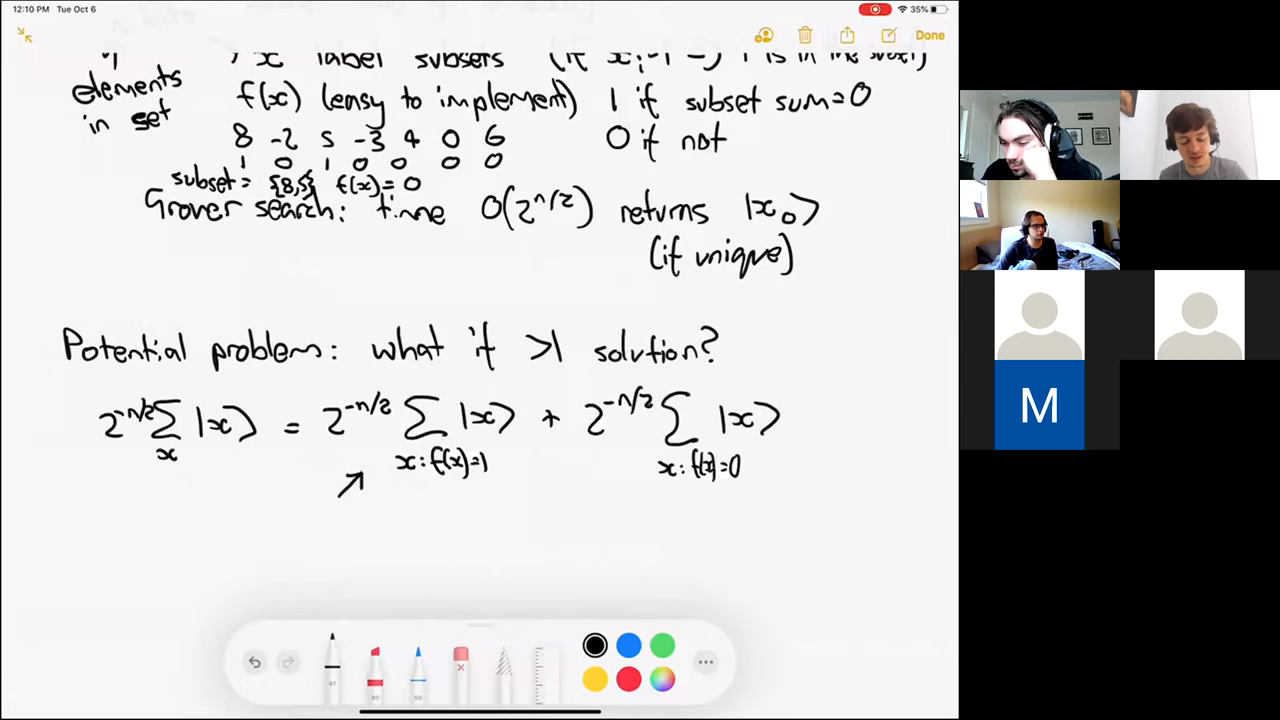 12:10 PM Tue Oct 6
35%
Done
x label subsets
elements
in set
f(x) (easy to implement) 1 if subset sum=0
8 -2 5 -3 4 0 6 0 if not
1 0 1 0 0 0 0
subset = {8,5} f(x)=0
Grover search: time O(2^{n/2}) returns |x_0⟩
(if unique)
Potential problem: what if >1 solution?
2^{-n/2} ∑_x |x⟩ = 2^{-n/2} ∑_{x:f(x)=1} |x⟩ + 2^{-n/2} ∑_{x:f(x)=0} |x⟩
M